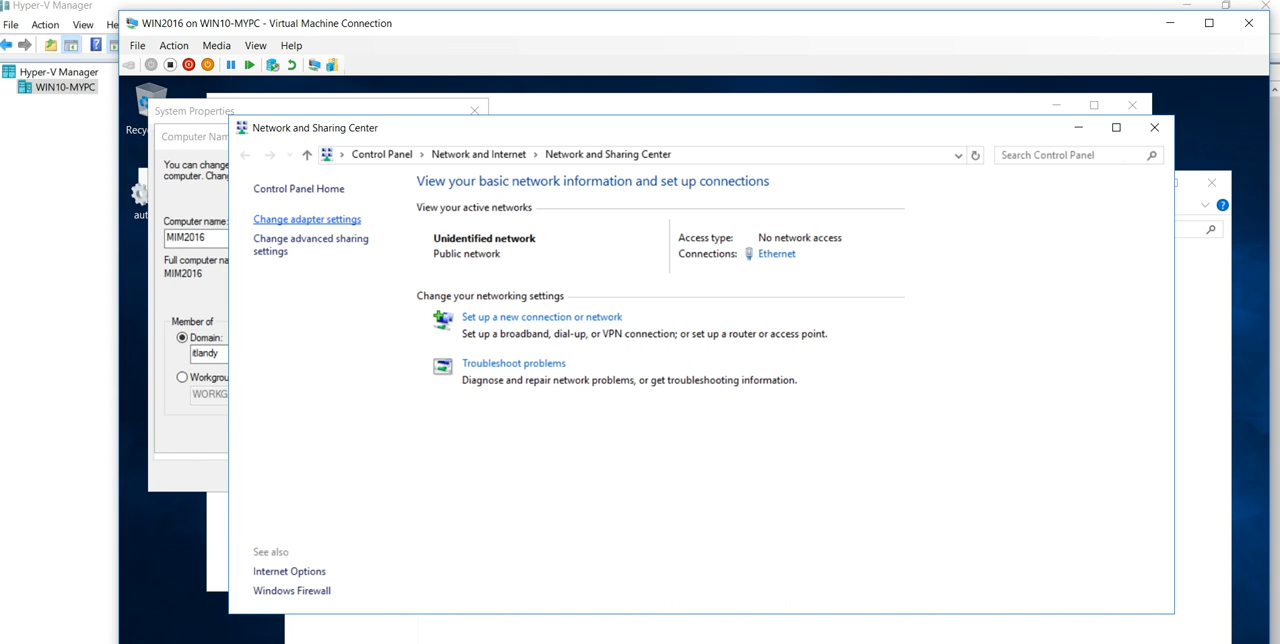 Hyper-V Manager
File Action View He
Hyper-V Manager
WIN10-MYPC
WIN2016 on WIN10-MYPC - Virtual Machine Connection
File Action Media View Help
Recy
aut
System Properties
Computer Nam
You can change
computer. Chang
Computer name:
MIM2016
Full computer na
MIM2016
Member of
Domain:
itlandy
Workgrou
WORKG
Network and Sharing Center
Control Panel › Network and Internet › Network and Sharing Center
Search Control Panel
Control Panel Home
Change adapter settings
Change advanced sharing
settings
View your basic network information and set up connections
View your active networks
Unidentified network
Public network
Access type: No network access
Connections: Ethernet
Change your networking settings
Set up a new connection or network
Set up a broadband, dial-up, or VPN connection; or set up a router or access point.
Troubleshoot problems
Diagnose and repair network problems, or get troubleshooting information.
See also
Internet Options
Windows Firewall